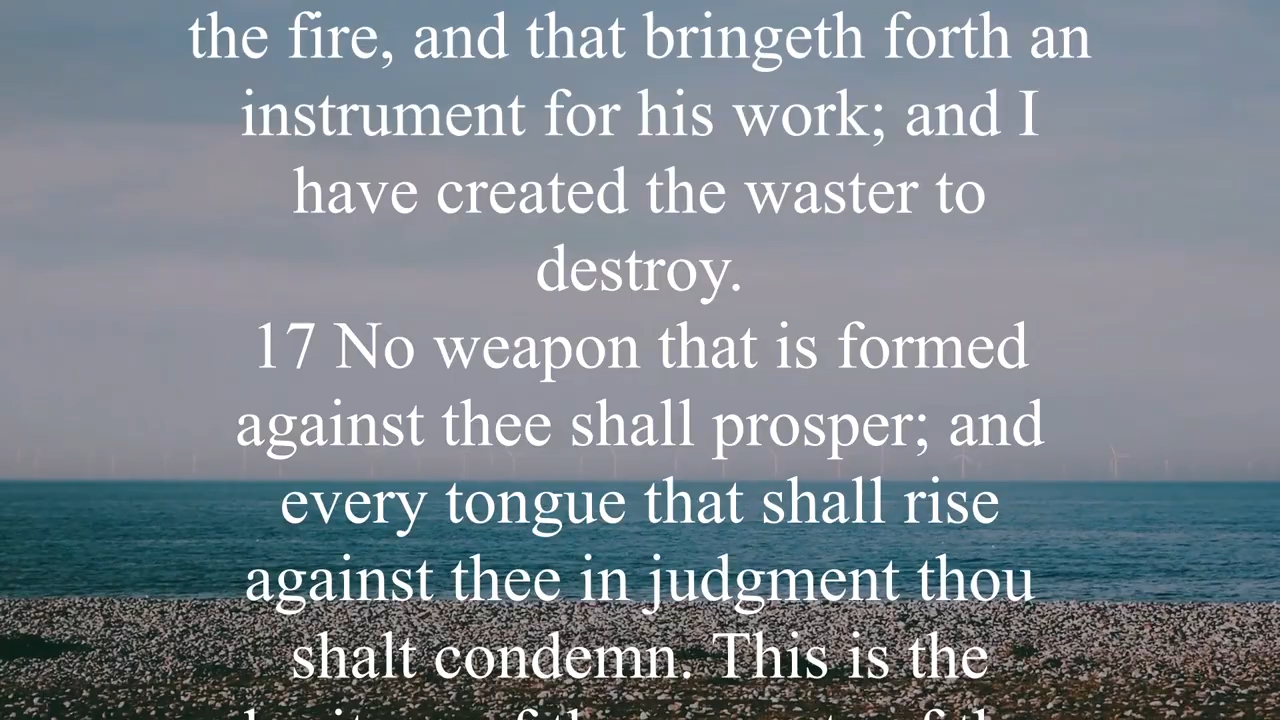 the fire, and that bringeth forth an
instrument for his work; and I
have created the waster to
destroy.
17 No weapon that is formed
against thee shall prosper; and
every tongue that shall rise
against thee in judgment thou
shalt condemn. This is the